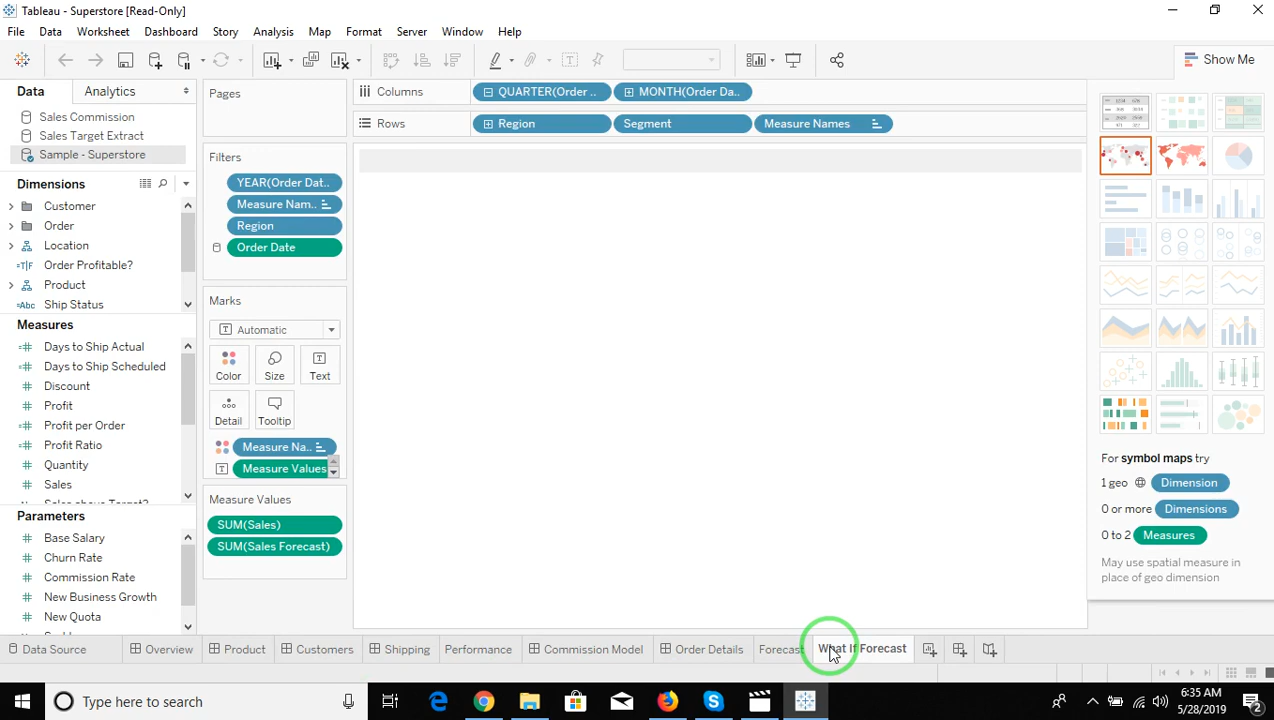 Tableau - Superstore [Read-Only]
File Data Worksheet Dashboard Story Analysis Map Format Server Window Help
Show Me
Data Analytics
Sales Commission
Sales Target Extract
Sample - Superstore
Dimensions
Customer
Order
Location
Order Profitable?
Product
Abc Ship Status
Measures
Days to Ship Actual
Days to Ship Scheduled
Discount
Profit
Profit per Order
Profit Ratio
Quantity
Sales
Sales above Target?
Parameters
Base Salary
Churn Rate
Commission Rate
New Business Growth
New Quota
Pages
Filters
YEAR(Order Dat..
Measure Nam..
Region
Order Date
Marks
Automatic
Color Size Text
Detail Tooltip
Measure Na..
Measure Values
Measure Values
SUM(Sales)
SUM(Sales Forecast)
Columns QUARTER(Order .. MONTH(Order Da..
Rows Region Segment Measure Names
For symbol maps try
1 geo Dimension
0 or more Dimensions
0 to 2 Measures
May use spatial measure in
place of geo dimension
Data Source Overview Product Customers Shipping Performance Commission Model Order Details Forecast What If Forecast
Type here to search
6:35 AM
5/28/2019
2